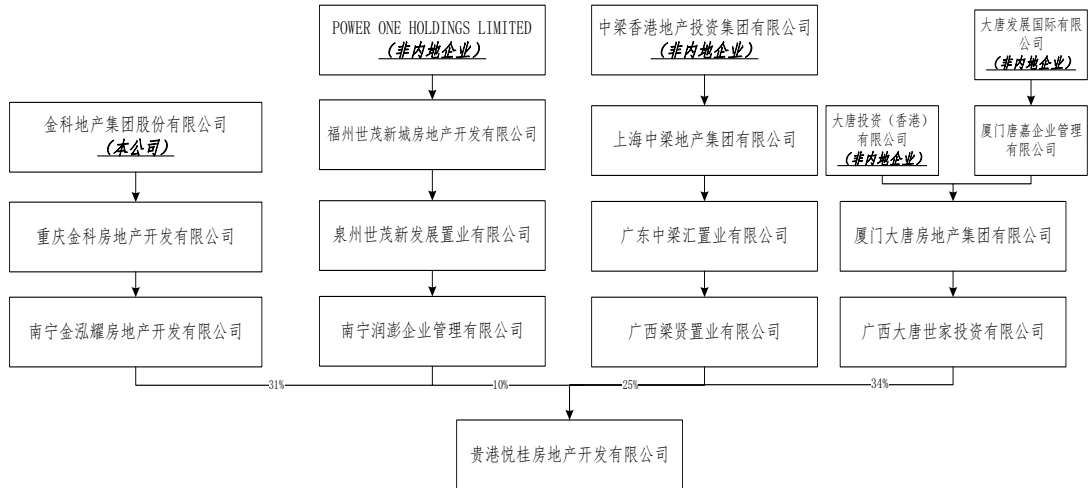 POWER ONE HOLDINGS LIMITED
(非内地企业)
中梁香港地产投资集团有限公司
(非内地企业)
大唐发展国际有限
公司
(非内地企业)
金科地产集团股份有限公司
(本公司)
福州世茂新城房地产开发有限公司
上海中梁地产集团有限公司
大唐投资（香港）
有限公司
(非内地企业)
厦门唐嘉企业管理
有限公司
重庆金科房地产开发有限公司
泉州世茂新发展置业有限公司
广东中梁汇置业有限公司
厦门大唐房地产集团有限公司
南宁金泓耀房地产开发有限公司
南宁润澎企业管理有限公司
广西梁贤置业有限公司
广西大唐世家投资有限公司
31%
10%
25%
34%
贵港悦桂房地产开发有限公司